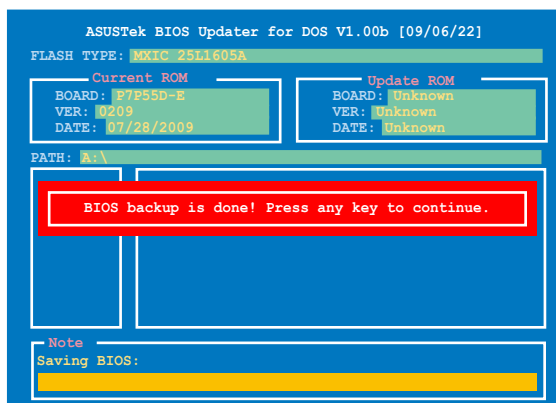 ASUSTek BIOS Updater for DOS V1.00b [09/06/22]
FLASH TYPE: MXIC 25L1605A
Current ROM
BOARD: P7P55D-E
VER: 0209
DATE: 07/28/2009
Update ROM
BOARD: Unknown
VER: Unknown
DATE: Unknown
PATH: A:\
BIOS backup is done! Press any key to continue.
Note
Saving BIOS: